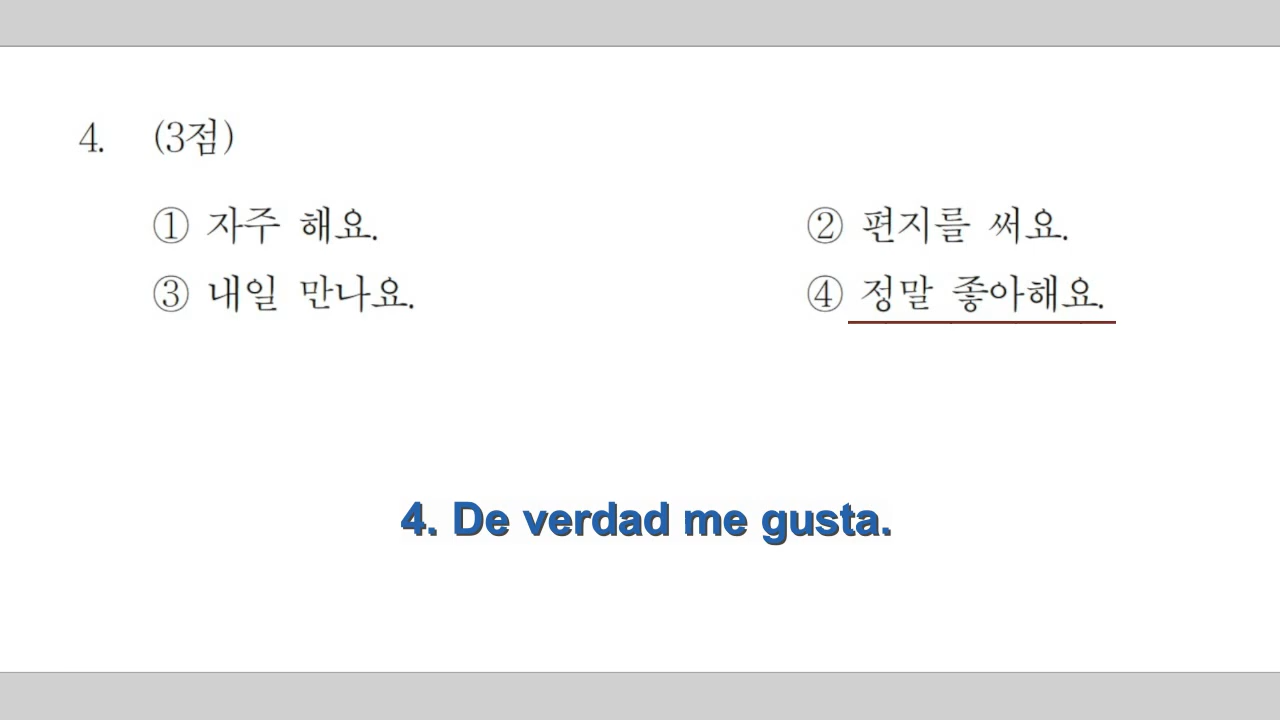 4. (3점)
① 자주 해요. ② 편지를 써요.
③ 내일 만나요. ④ 정말 좋아해요.
4. De verdad me gusta.